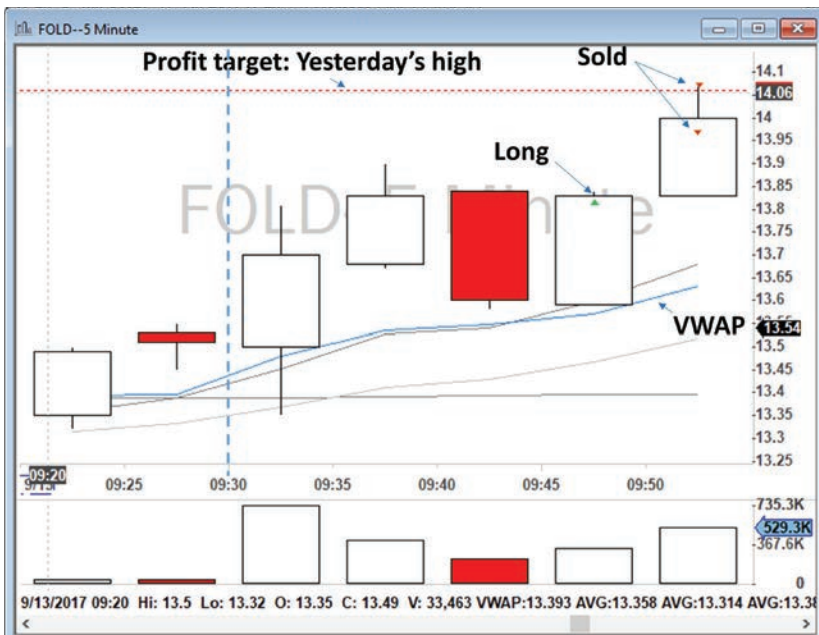 FOLD--5 Minute
Profit target: Yesterday's high
Sold
Long
VWAP
FOLD--5 Minute
14.1
14.06
14
13.95
13.9
13.85
13.8
13.75
13.7
13.65
13.6
13.54
13.5
13.45
13.4
13.35
13.3
13.25
09:20
09:25
09:30
09:35
09:40
09:45
09:50
735.3K
529.3K
367.6K
0
9/13/2017 09:20 Hi: 13.5 Lo: 13.32 O: 13.35 C: 13.49 V: 33,463 VWAP:13.393 AVG:13.358 AVG:13.314 AVG:13.38